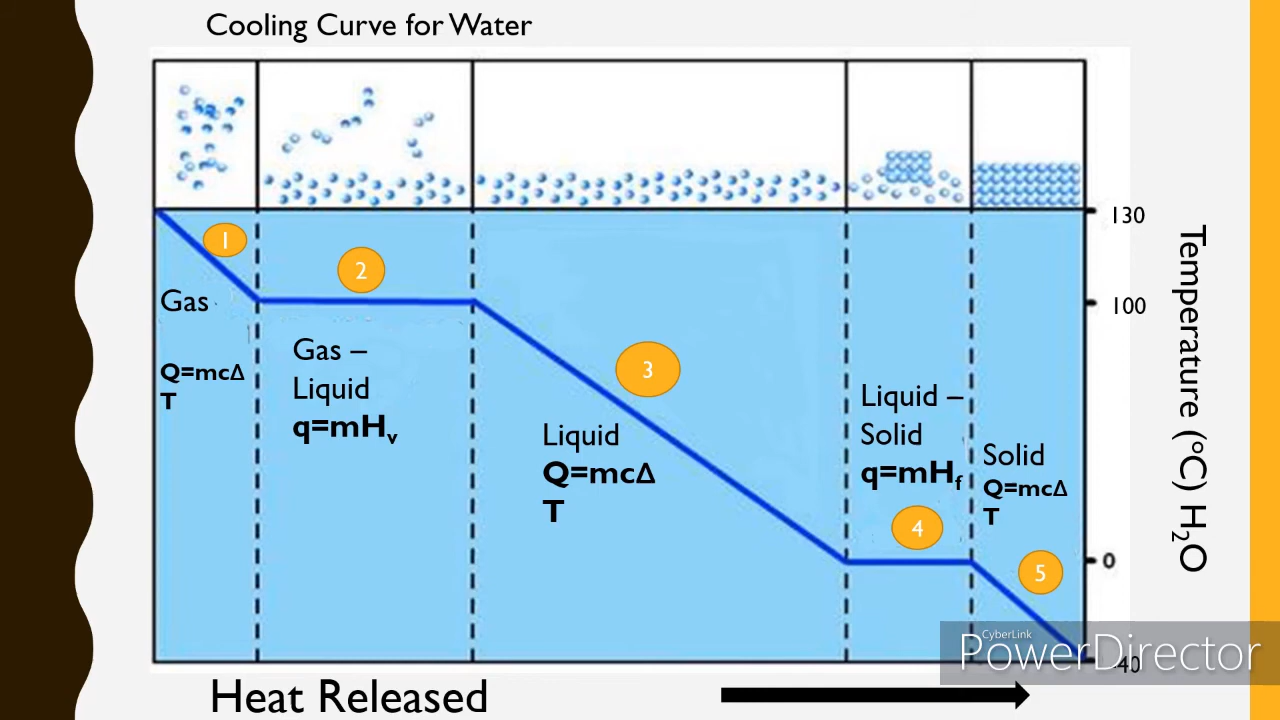 Cooling Curve for Water
130
1
2
Gas
100
Gas –
Liquid
q=mHv
Q=mcΔ
T
3
Liquid
Q=mcΔ
T
Liquid –
Solid
q=mHf
4
Solid
Q=mcΔ
T
0
5
Temperature (°C) H₂O
CyberLink
PowerDirector
-40
Heat Released